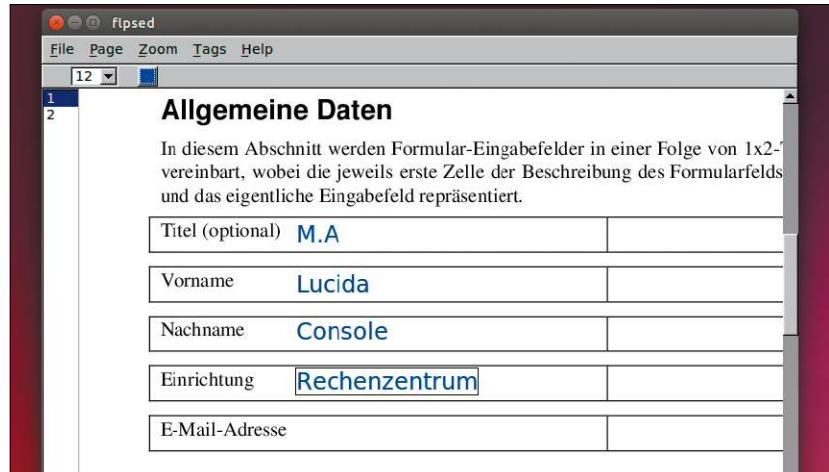 flpsed
File Page Zoom Tags Help
12
1
2
Allgemeine Daten
In diesem Abschnitt werden Formular-Eingabefelder in einer Folge von 1x2-
vereinbart, wobei die jeweils erste Zelle der Beschreibung des Formularfelds
und das eigentliche Eingabefeld repräsentiert.
Titel (optional) M.A
Vorname Lucida
Nachname Console
Einrichtung Rechenzentrum
E-Mail-Adresse